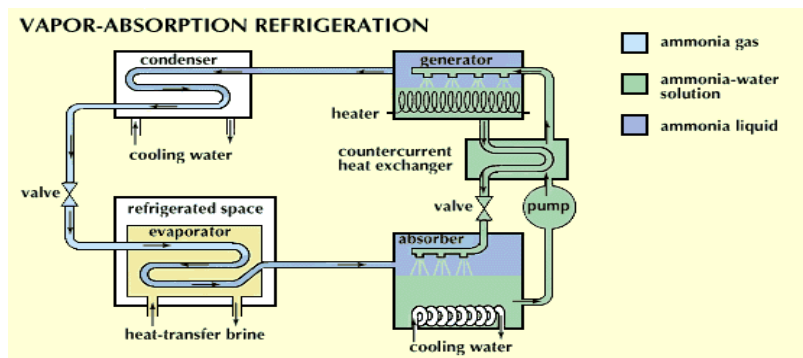 VAPOR-ABSORPTION REFRIGERATION
condenser
generator
ammonia gas
ammonia-water
solution
ammonia liquid
heater
cooling water
countercurrent
heat exchanger
valve
refrigerated space
evaporator
valve
pump
absorber
heat-transfer brine
cooling water